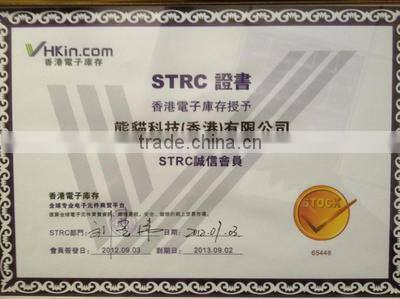 VHKin.com
香港電子庫存
STRC 證書
香港電子庫存授予
熊貓科技(香港)有限公司
trade.china.cn
STRC誠信會員
香港電子庫存
全球专业电子元件商贸平台
STOCK
STRC部門:
日期: 2012.09.03
65448
會員簽發日: 2012.09.03 到期日: 2013.09.02